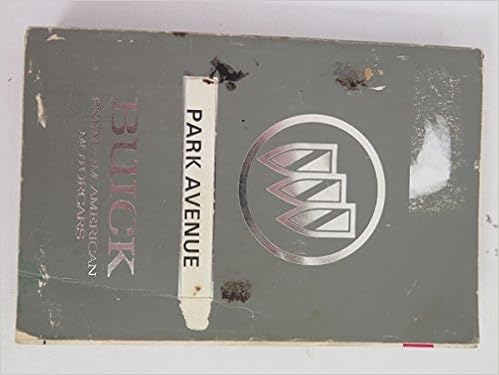 PARK AVENUE
BUICK
PREMIUM AMERICAN
MOTORCARS